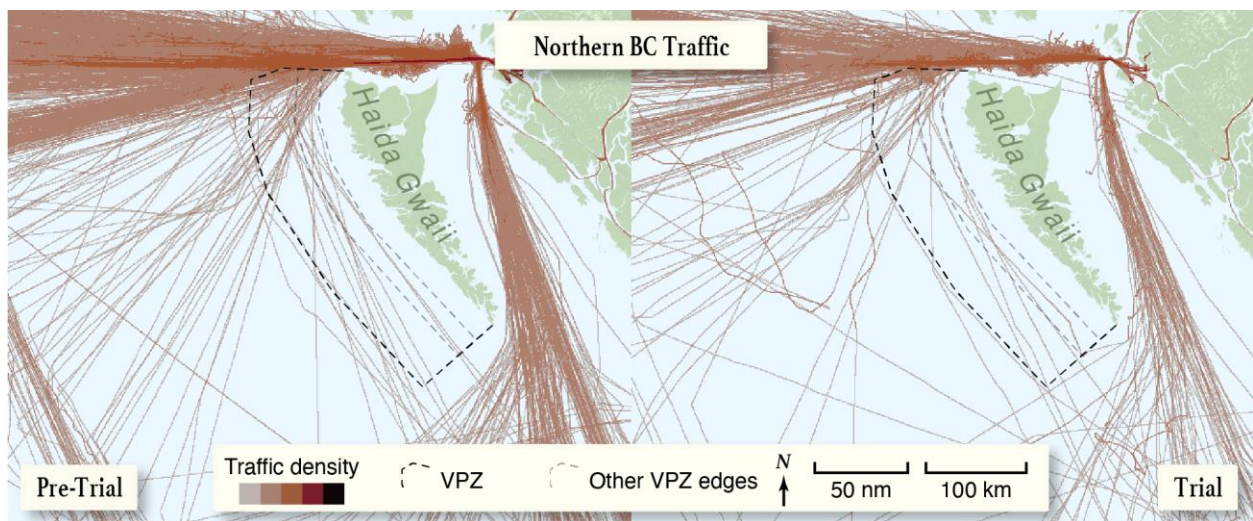 Northern BC Traffic
Haida Gwaii
Haida Gwaii
Pre-Trial
Traffic density
VPZ
Other VPZ edges
N
50 nm
100 km
Trial